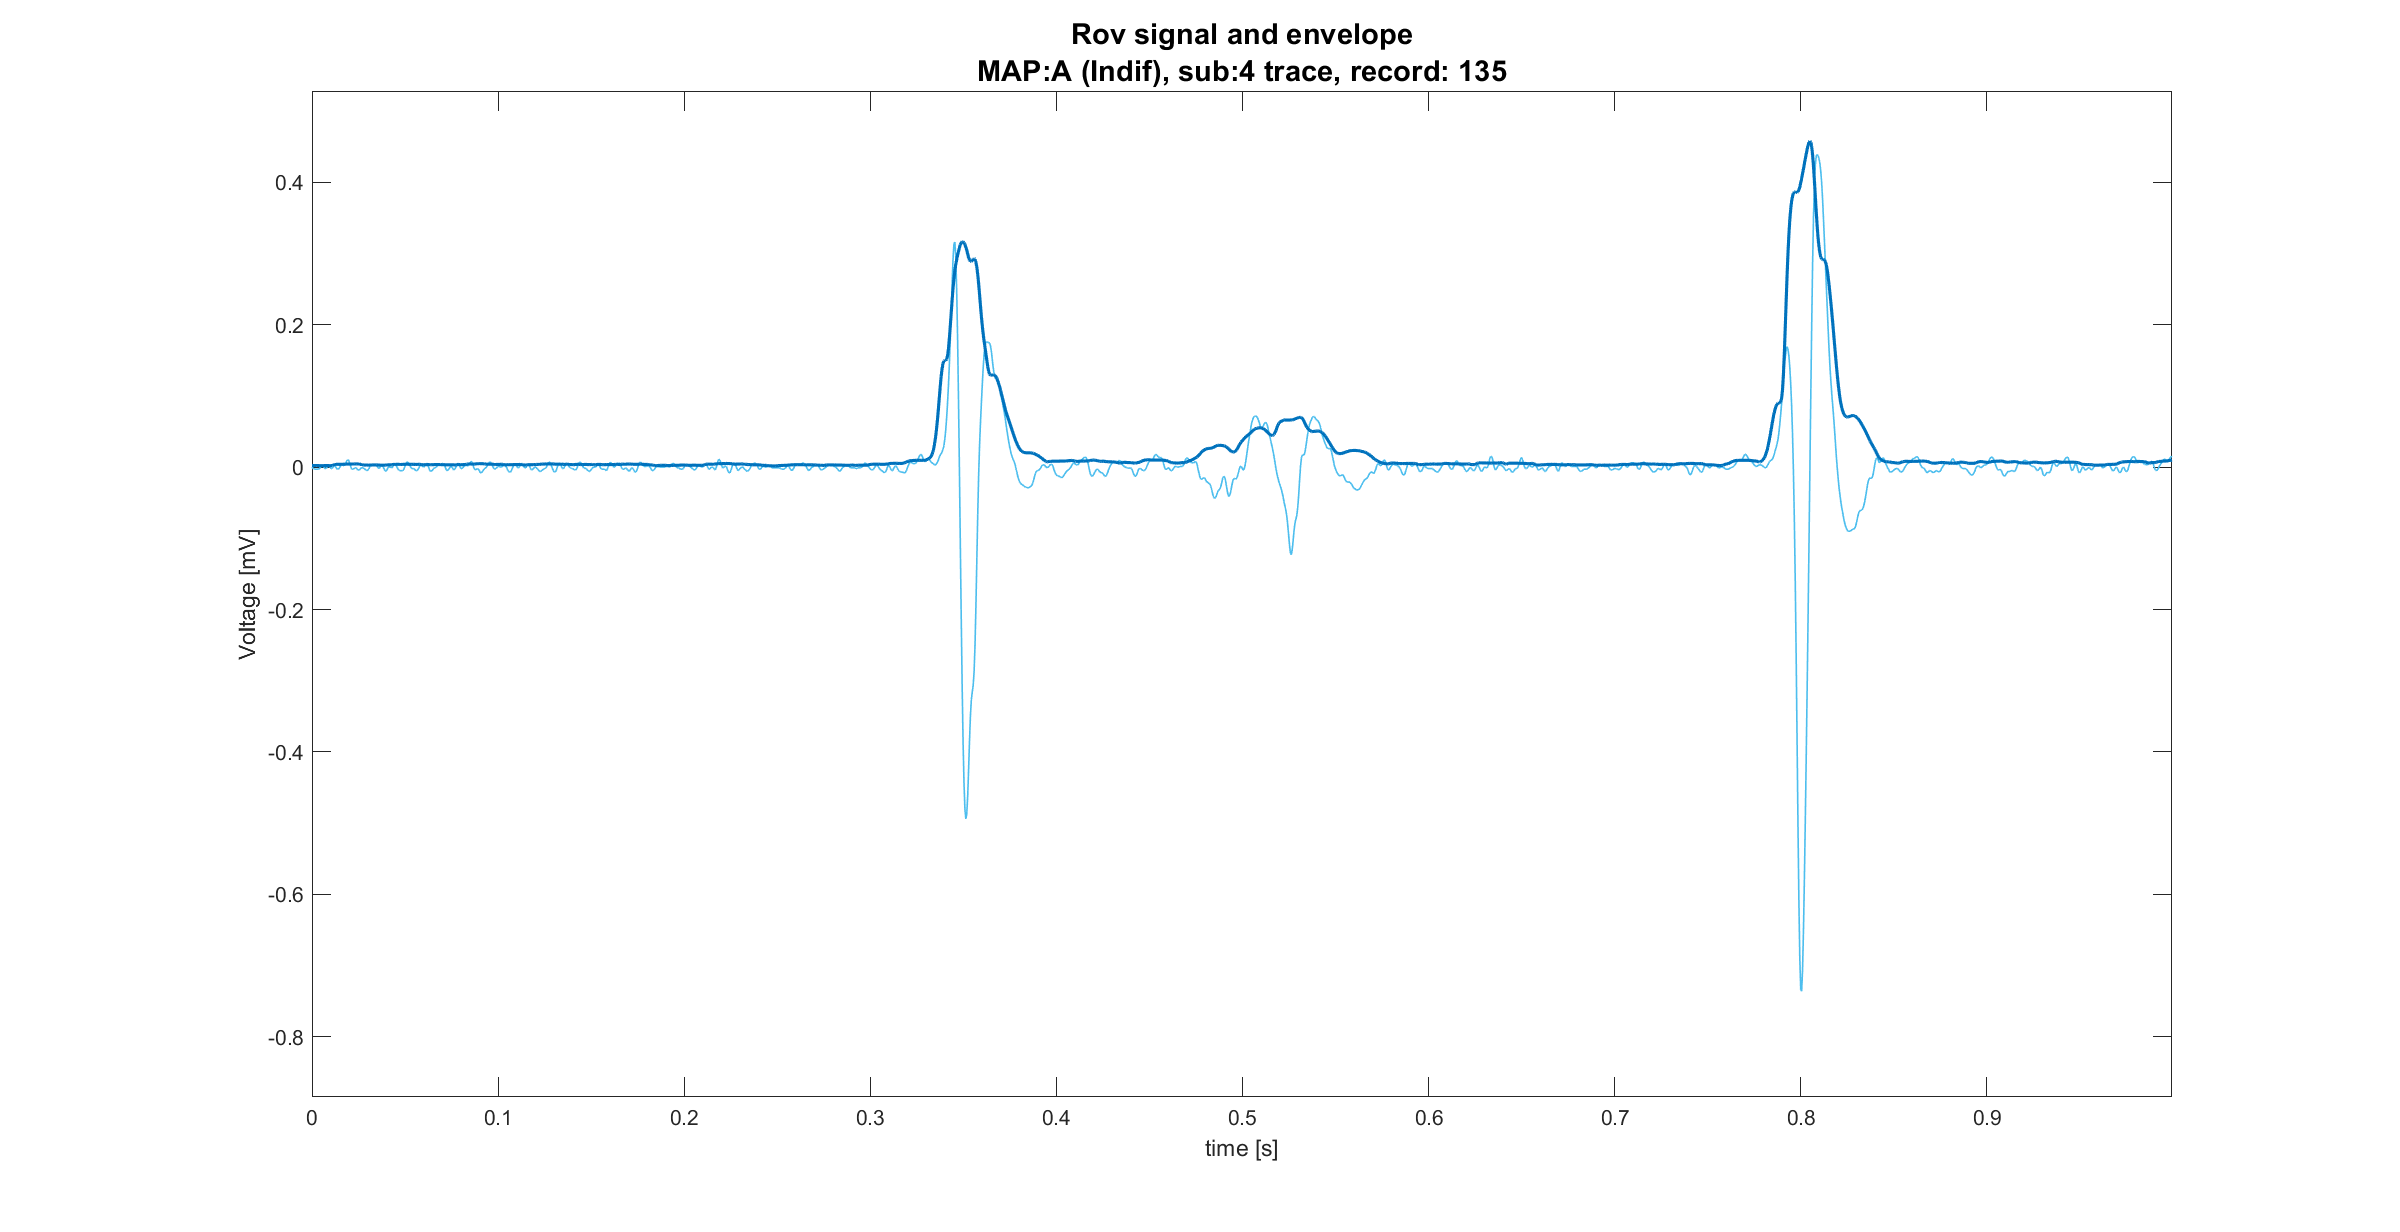 Rov signal and envelope
MAP:A (Indif), sub:4 trace, record: 135
0.4
0.2
0
-0.2
-0.4
-0.6
-0.8
Voltage [mV]
0 0.1 0.2 0.3 0.4 0.5 0.6 0.7 0.8 0.9
time [s]